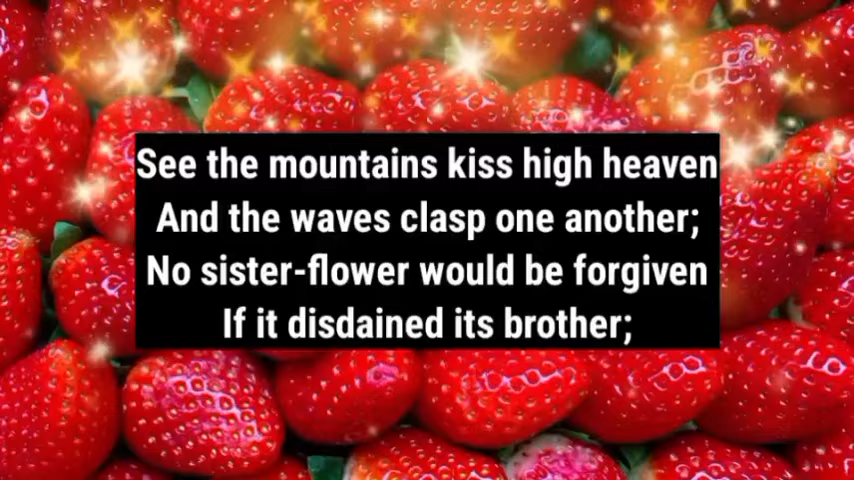 See the mountains kiss high heaven
And the waves clasp one another;
No sister-flower would be forgiven
If it disdained its brother;